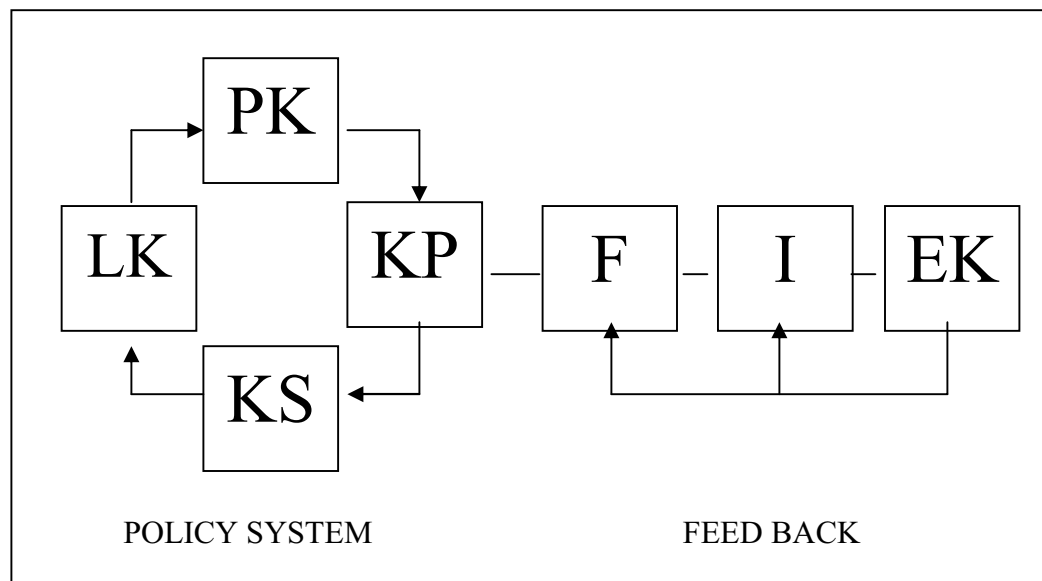 PK
LK
KP
F
I
EK
KS
POLICY SYSTEM
FEED BACK